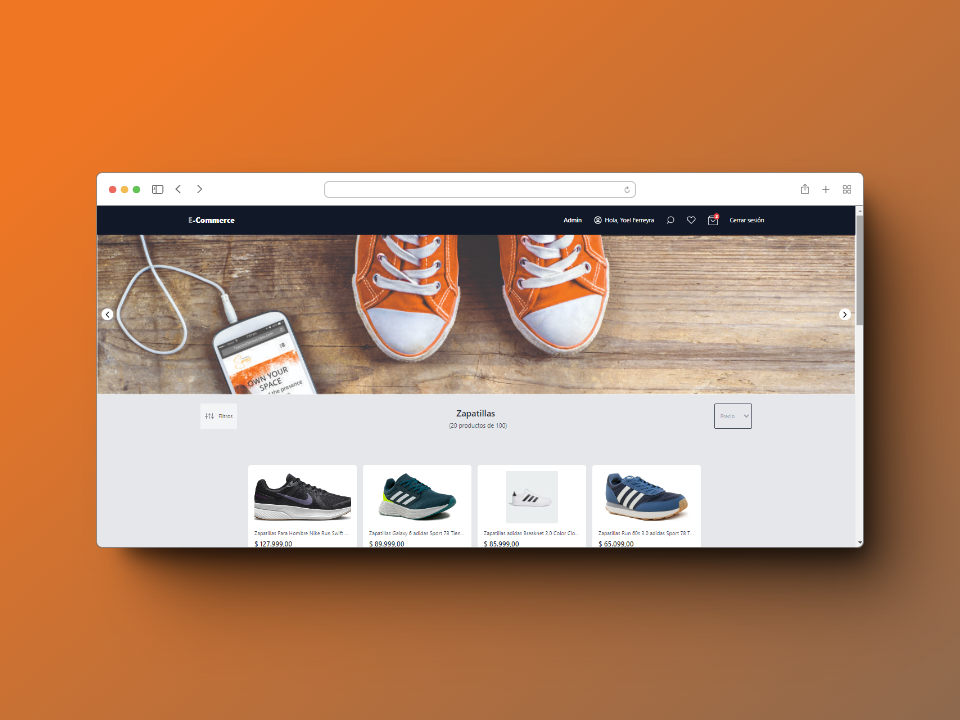 E-Commerce
Admin
Hola, Yoel Ferreyra
Cerrar sesión
OWN YOUR
SPACE
the presence
Filtros
Zapatillas
(20 productos de 100)
Precio
Zapatillas Para Hombre Nike Run Swift ...
Zapatillas Galaxy 6 adidas Sport 78 Tien...
Zapatillas adidas Breaknet 2.0 Color Clo...
Zapatillas Run 60s 3.0 adidas Sport 78 T...
$ 127.999,00
$ 89.999,00
$ 85.999,00
$ 65.099,00